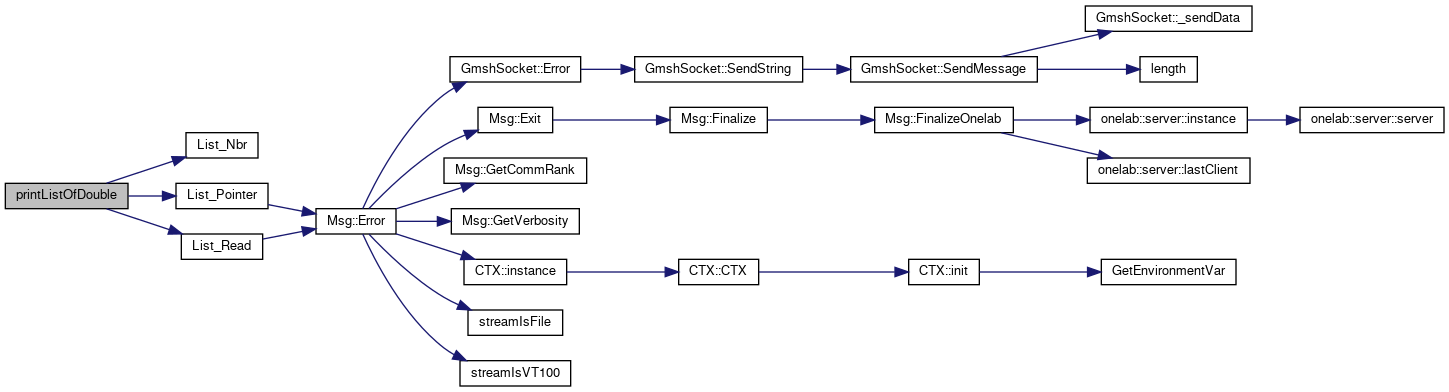 printListOfDouble
List_Nbr
List_Pointer
List_Read
Msg::Error
GmshSocket::Error
GmshSocket::SendString
GmshSocket::SendMessage
GmshSocket::_sendData
length
Msg::Exit
Msg::Finalize
Msg::FinalizeOnelab
onelab::server::instance
onelab::server::server
onelab::server::lastClient
Msg::GetCommRank
Msg::GetVerbosity
CTX::instance
CTX::CTX
CTX::init
GetEnvironmentVar
streamIsFile
streamIsVT100